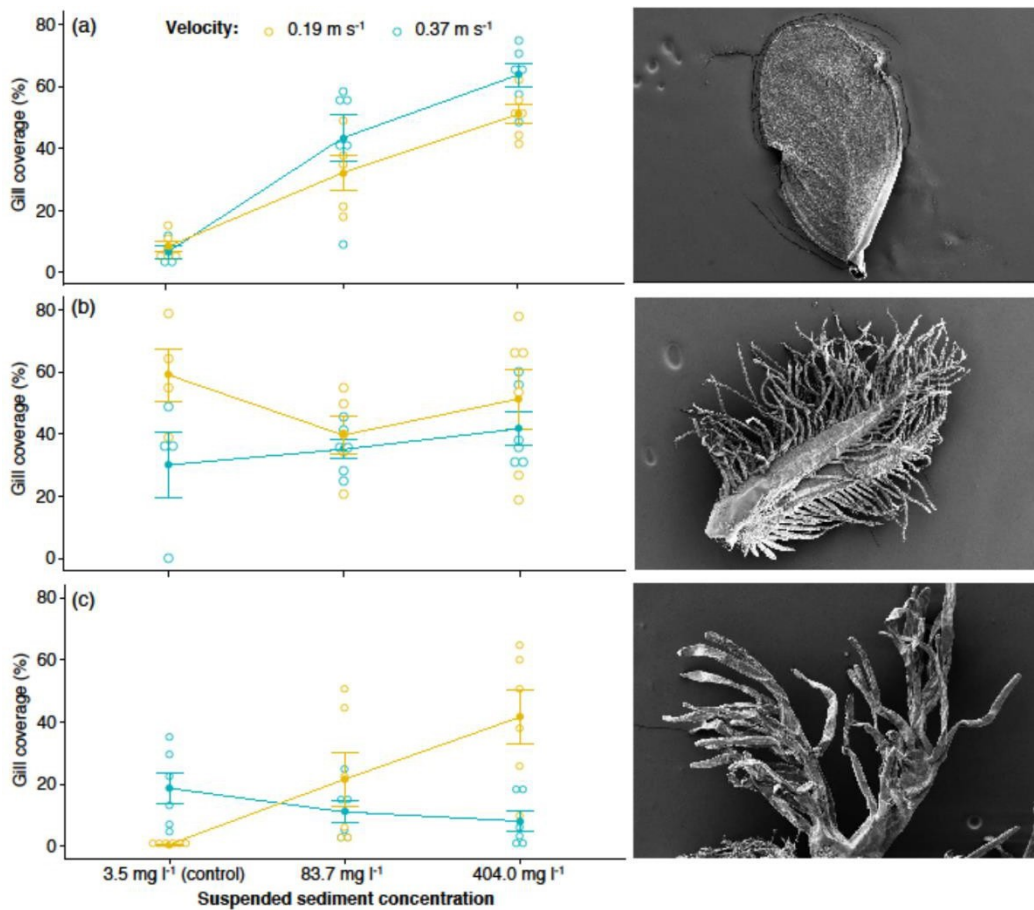 (a)
Velocity: 0.19 m s⁻¹ 0.37 m s⁻¹
Gill coverage (%)
80
60
40
20
0
(b)
Gill coverage (%)
80
60
40
20
0
(c)
Gill coverage (%)
80
60
40
20
0
3.5 mg l⁻¹ (control) 83.7 mg l⁻¹ 404.0 mg l⁻¹
Suspended sediment concentration